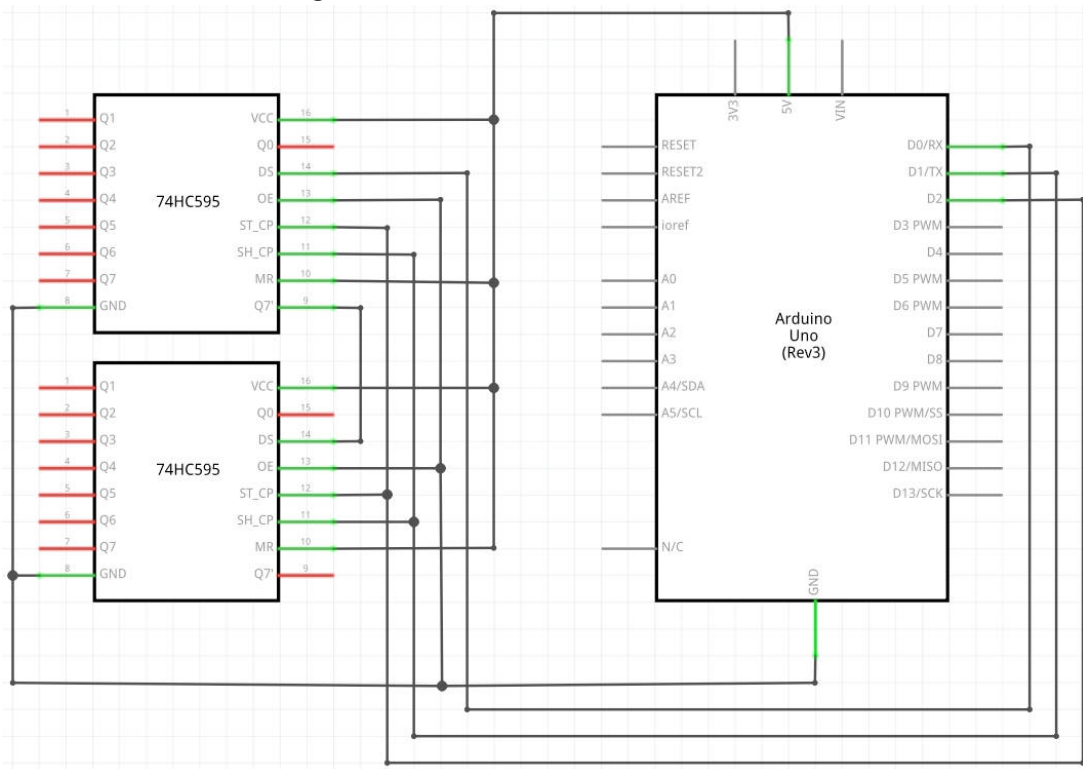 3V3
5V
VIN
1 Q1
VCC 16
2 Q2
Q0 15
3 Q3
DS 14
4 Q4
OE 13
5 Q5
ST_CP 12
6 Q6
SH_CP 11
7 Q7
MR 10
8 GND
Q7' 9
74HC595
1 Q1
VCC 16
2 Q2
Q0 15
3 Q3
DS 14
4 Q4
OE 13
5 Q5
ST_CP 12
6 Q6
SH_CP 11
7 Q7
MR 10
8 GND
Q7' 9
74HC595
RESET
RESET2
AREF
ioref
A0
A1
A2
A3
A4/SDA
A5/SCL
N/C
Arduino
Uno
(Rev3)
D0/RX
D1/TX
D2
D3 PWM
D4
D5 PWM
D6 PWM
D7
D8
D9 PWM
D10 PWM/SS
D11 PWM/MOSI
D12/MISO
D13/SCK
GND